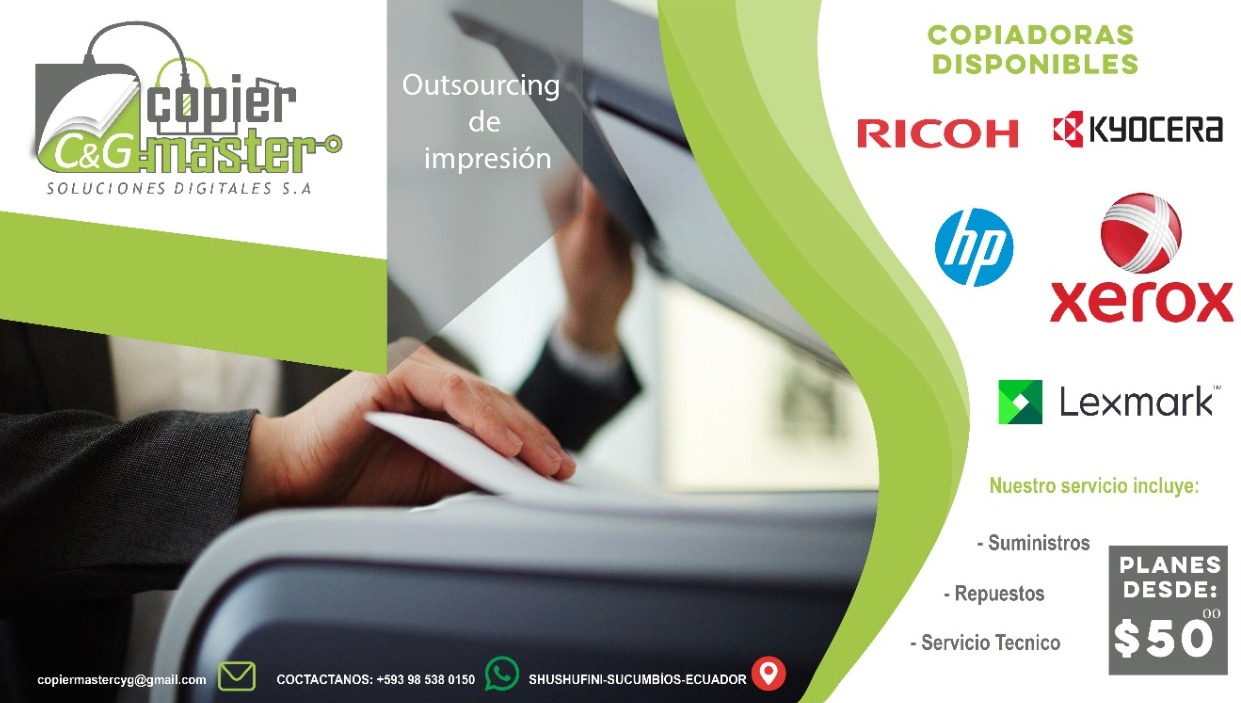 copier
C&G master
SOLUCIONES DIGITALES S.A
Outsourcing
de
impresión
COPIADORAS
DISPONIBLES
RICOH
KYOCERA
hp
xerox
Lexmark™
Nuestro servicio incluye:
- Suministros
- Repuestos
- Servicio Tecnico
PLANES
DESDE:
$50 00
copiermastercyg@gmail.com
COCTACTANOS: +593 98 538 0150
SHUSHUFINI-SUCUMBÍOS-ECUADOR